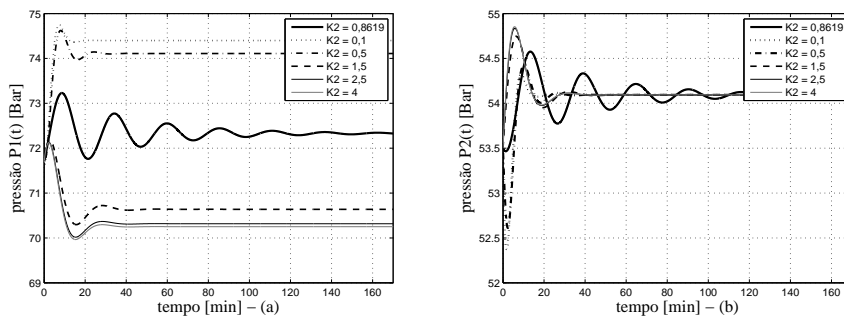 75
74
73
72
71
70
69
0 20 40 60 80 100 120 140 160
pressão P1(t) [Bar]
tempo [min] – (a)
K2 = 0,8619
K2 = 0,1
K2 = 0,5
K2 = 1,5
K2 = 2,5
K2 = 4
55
54.5
54
53.5
53
52.5
52
0 20 40 60 80 100 120 140 160
pressão P2(t) [Bar]
tempo [min] – (b)
K2 = 0,8619
K2 = 0,1
K2 = 0,5
K2 = 1,5
K2 = 2,5
K2 = 4